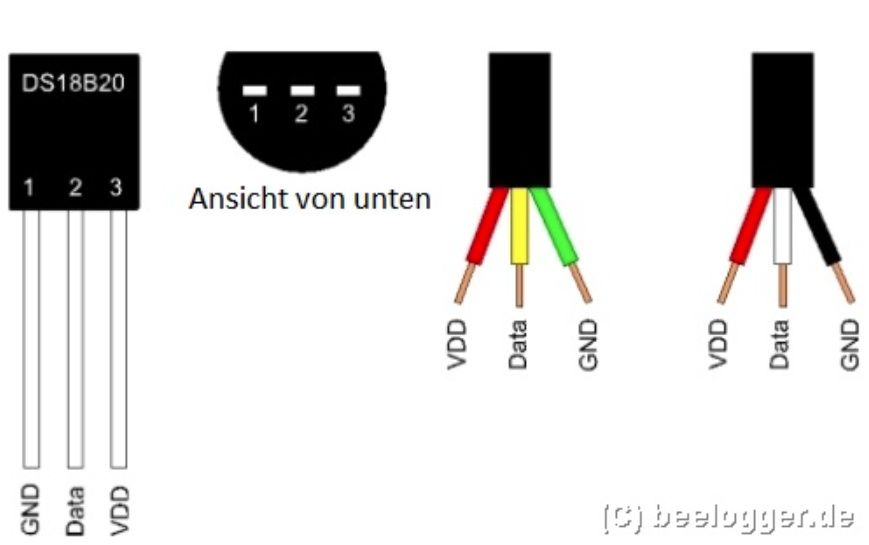 DS18B20
1 2 3
GND
Data
VDD
1 2 3
Ansicht von unten
VDD
Data
GND
VDD
Data
GND
(C) beelogger.de